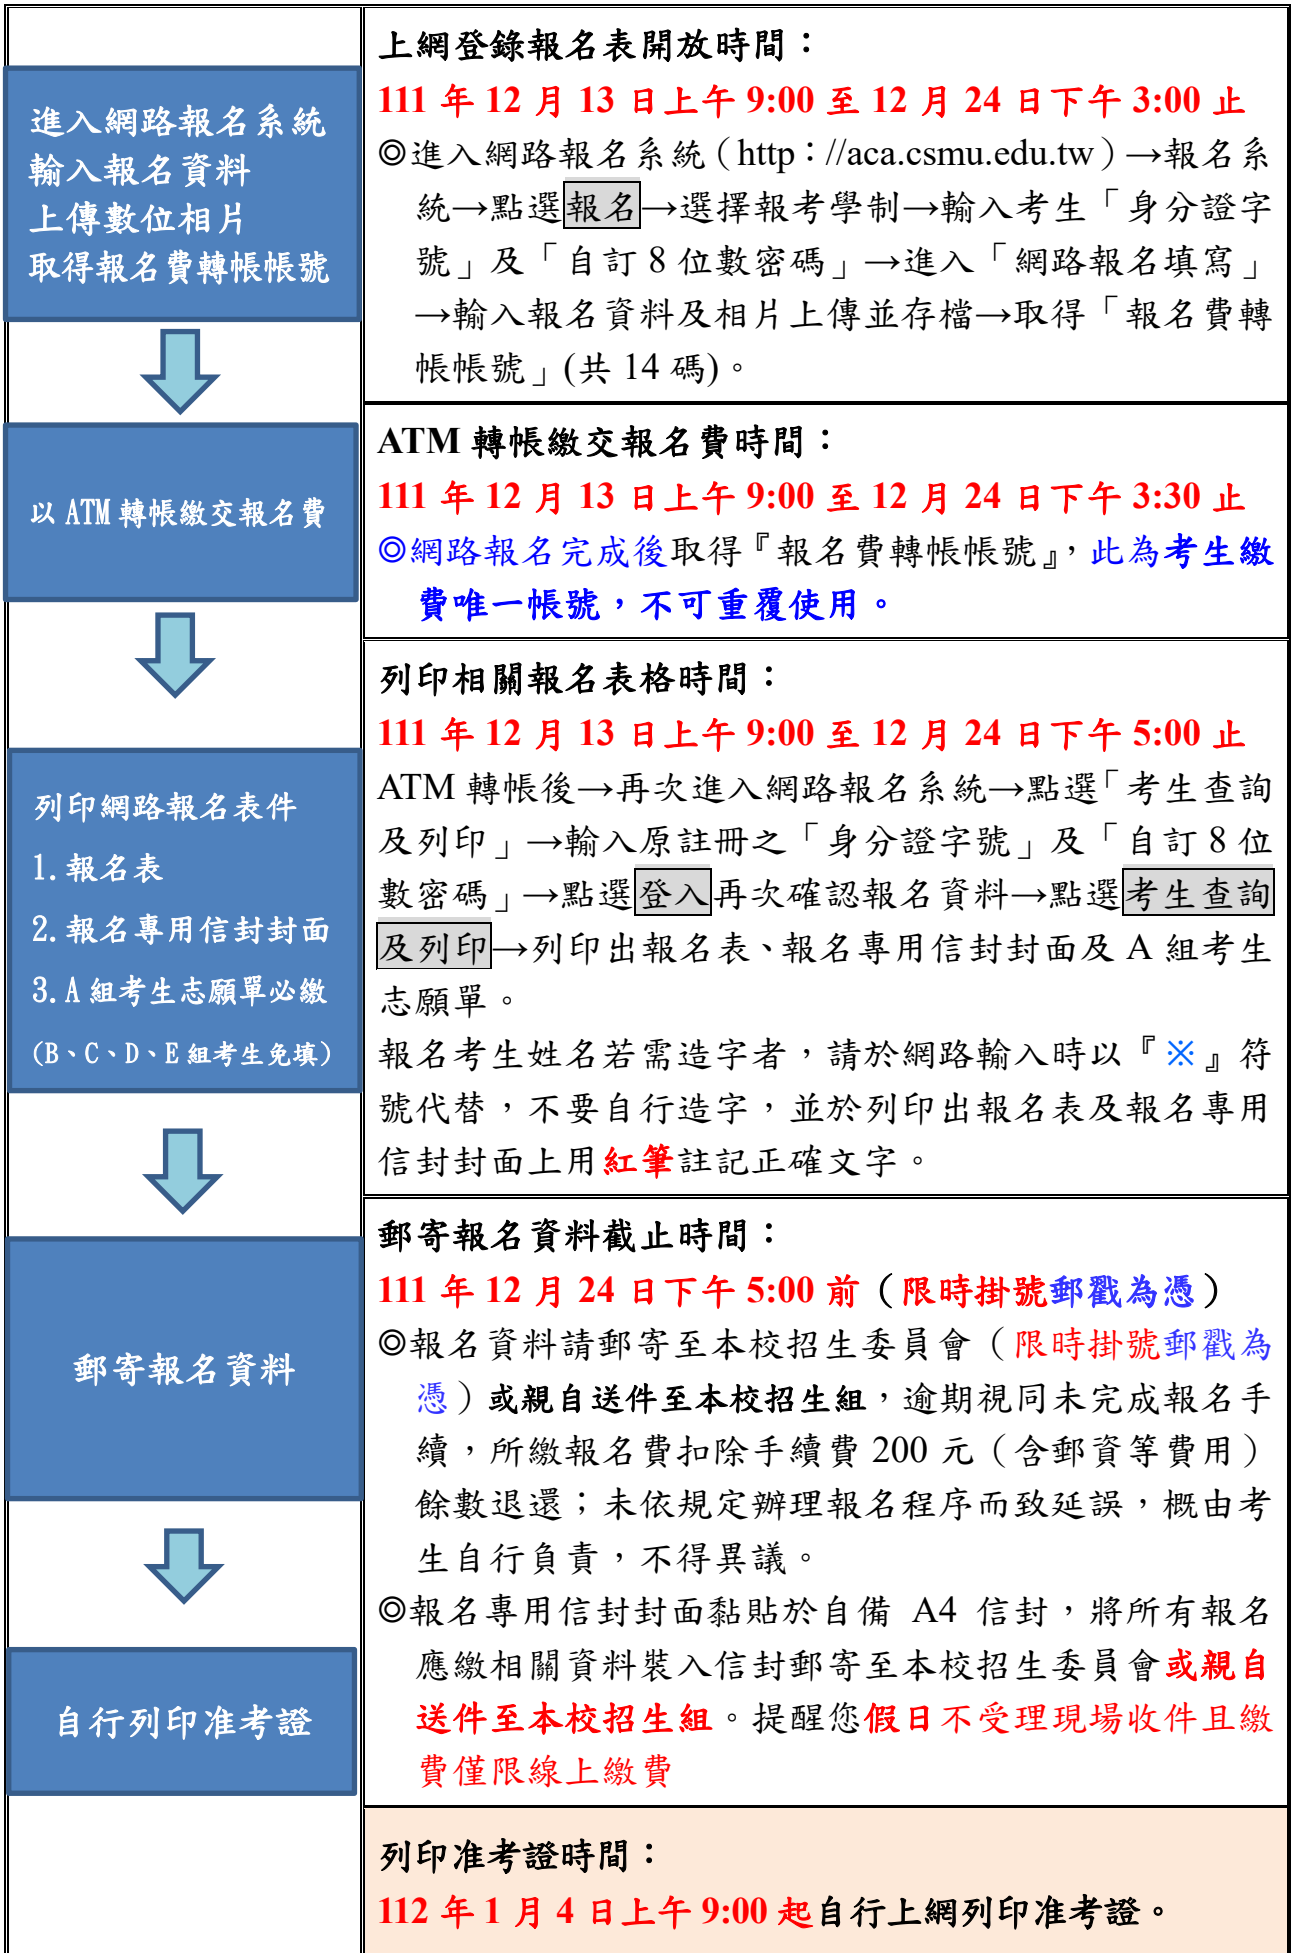 進入網路報名系統
輸入報名資料
上傳數位相片
取得報名費轉帳帳號
上網登錄報名表開放時間：
111 年 12 月 13 日上午 9:00 至 12 月 24 日下午 3:00 止
◎進入網路報名系統（http：//aca.csmu.edu.tw）→報名系
統→點選報名→選擇報考學制→輸入考生「身分證字
號」及「自訂 8 位數密碼」→進入「網路報名填寫」
→輸入報名資料及相片上傳並存檔→取得「報名費轉
帳帳號」(共 14 碼)。
以 ATM 轉帳繳交報名費
ATM 轉帳繳交報名費時間：
111 年 12 月 13 日上午 9:00 至 12 月 24 日下午 3:30 止
◎網路報名完成後取得『報名費轉帳帳號』，此為考生繳
費唯一帳號，不可重覆使用。
列印網路報名表件
1.報名表
2.報名專用信封封面
3.A 組考生志願單必繳
(B、C、D、E 組考生免填)
列印相關報名表格時間：
111 年 12 月 13 日上午 9:00 至 12 月 24 日下午 5:00 止
ATM 轉帳後→再次進入網路報名系統→點選「考生查詢
及列印」→輸入原註冊之「身分證字號」及「自訂 8 位
數密碼」→點選登入再次確認報名資料→點選考生查詢
及列印→列印出報名表、報名專用信封封面及 A 組考生
志願單。
報名考生姓名若需造字者，請於網路輸入時以『※』符
號代替，不要自行造字，並於列印出報名表及報名專用
信封封面上用紅筆註記正確文字。
郵寄報名資料
郵寄報名資料截止時間：
111 年 12 月 24 日下午 5:00 前（限時掛號郵戳為憑）
◎報名資料請郵寄至本校招生委員會（限時掛號郵戳為
憑）或親自送件至本校招生組，逾期視同未完成報名手
續，所繳報名費扣除手續費 200 元（含郵資等費用）
餘數退還；未依規定辦理報名程序而致延誤，概由考
生自行負責，不得異議。
◎報名專用信封封面黏貼於自備 A4 信封，將所有報名
應繳相關資料裝入信封郵寄至本校招生委員會或親自
送件至本校招生組。提醒您假日不受理現場收件且繳
費僅限線上繳費
自行列印准考證
列印准考證時間：
112 年 1 月 4 日上午 9:00 起自行上網列印准考證。